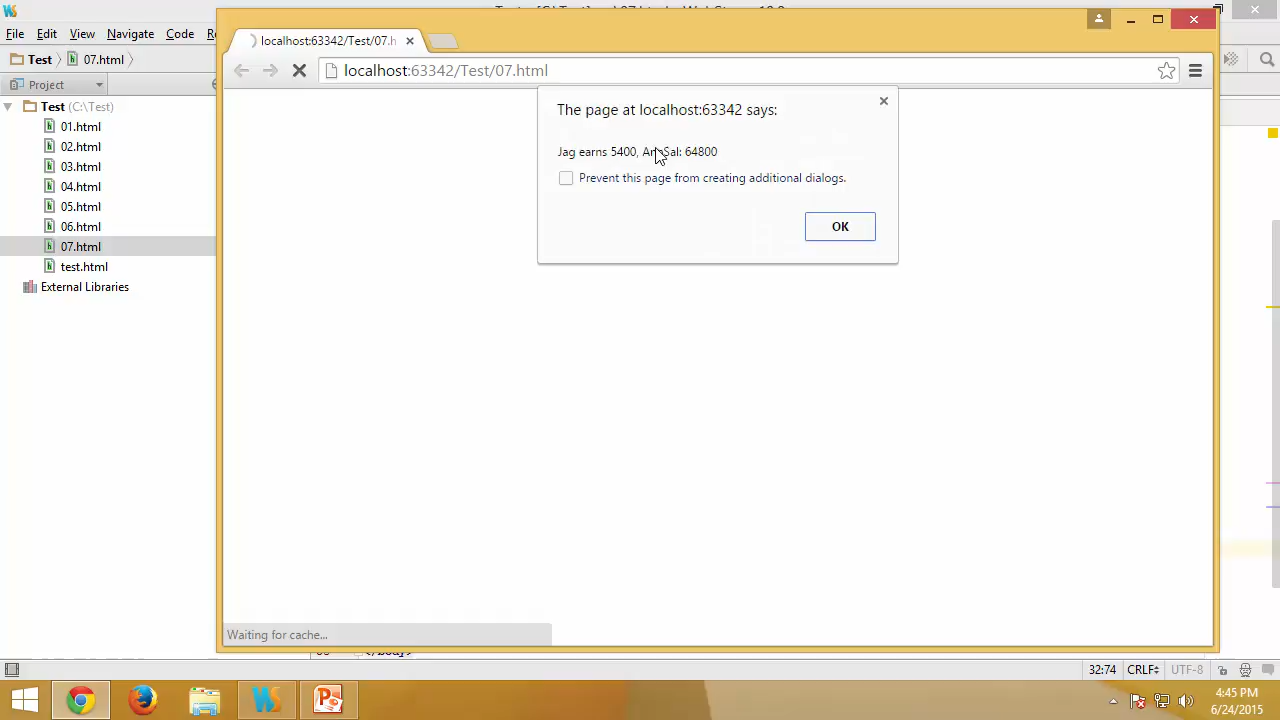 File Edit View Navigate Code
Test 07.html
Project
Test (C:\Test)
01.html
02.html
03.html
04.html
05.html
06.html
07.html
test.html
External Libraries
localhost:63342/Test/07.h
localhost:63342/Test/07.html
The page at localhost:63342 says:
Jag earns 5400, AnnSal: 64800
Prevent this page from creating additional dialogs.
OK
Waiting for cache...
32:74 CRLF UTF-8
4:45 PM
6/24/2015